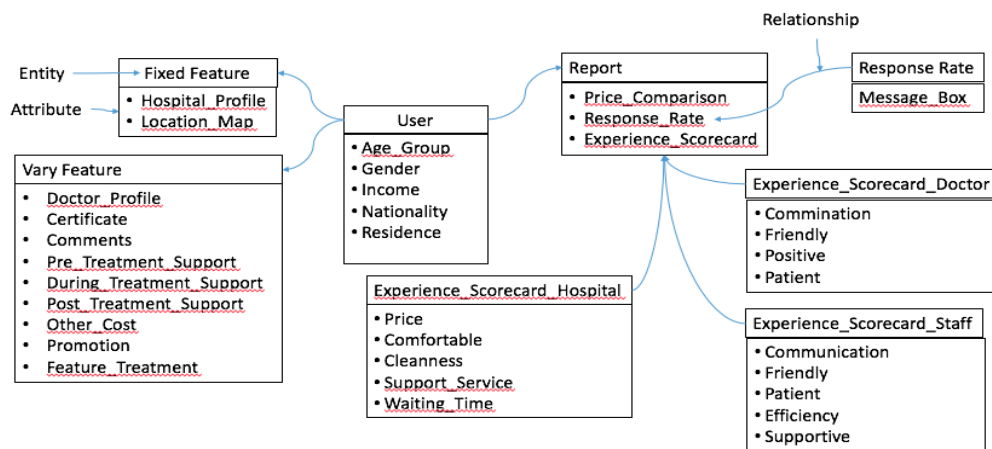 Relationship
Entity
Fixed Feature
Attribute
• Hospital_Profile
• Location_Map
User
• Age_Group
• Gender
• Income
• Nationality
• Residence
Report
• Price_Comparison
• Response_Rate
• Experience_Scorecard
Response Rate
Message_Box
Vary Feature
• Doctor_Profile
• Certificate
• Comments
• Pre_Treatment_Support
• During_Treatment_Support
• Post_Treatment_Support
• Other_Cost
• Promotion
• Feature_Treatment
Experience_Scorecard_Hospital
• Price
• Comfortable
• Cleanness
• Support_Service
• Waiting_Time
Experience_Scorecard_Doctor
• Commination
• Friendly
• Positive
• Patient
Experience_Scorecard_Staff
• Communication
• Friendly
• Patient
• Efficiency
• Supportive